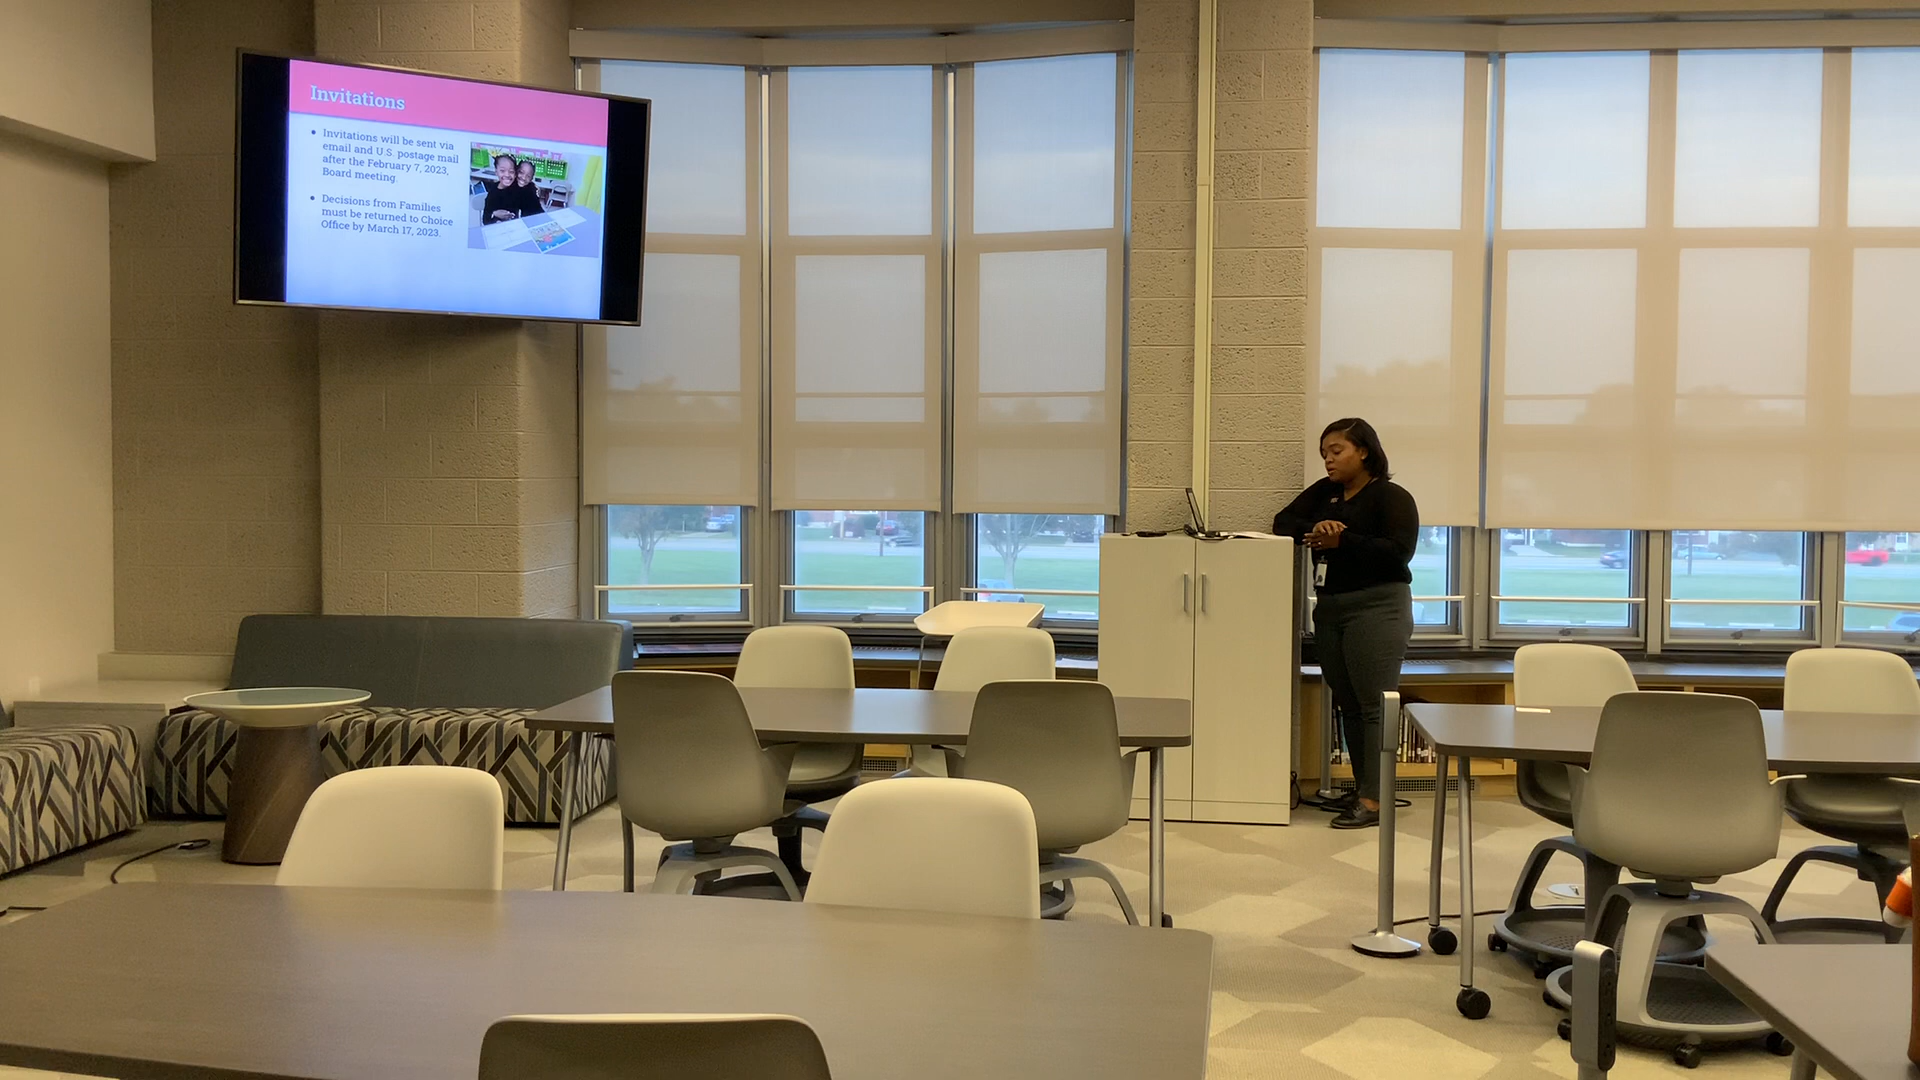 Invitations
• Invitations will be sent via
email and U.S. postage mail
after the February 7, 2023,
Board meeting.
• Decisions from Families
must be returned to Choice
Office by March 17, 2023.